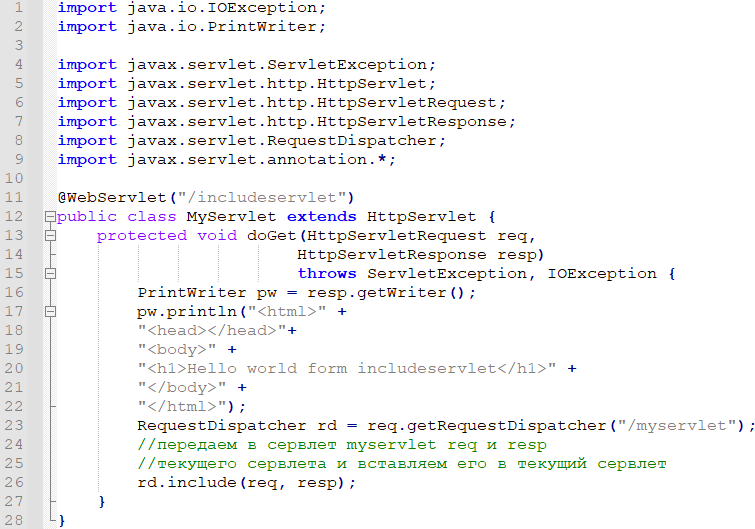 1 import java.io.IOException;
2 import java.io.PrintWriter;
3
4 import javax.servlet.ServletException;
5 import javax.servlet.http.HttpServlet;
6 import javax.servlet.http.HttpServletRequest;
7 import javax.servlet.http.HttpServletResponse;
8 import javax.servlet.RequestDispatcher;
9 import javax.servlet.annotation.*;
10
11 @WebServlet("/includeservlet")
12 public class MyServlet extends HttpServlet {
13     protected void doGet(HttpServletRequest req,
14                         HttpServletResponse resp)
15                         throws ServletException, IOException {
16         PrintWriter pw = resp.getWriter();
17         pw.println("<html>" +
18         "<head></head>"+
19         "<body>" +
20         "<h1>Hello world form includeservlet</h1>" +
21         "</body>" +
22         "</html>");
23         RequestDispatcher rd = req.getRequestDispatcher("/myservlet");
24         //передаем в сервлет myservlet req и resp
25         //текущего сервлета и вставляем его в текущий сервлет
26         rd.include(req, resp);
27     }
28 }